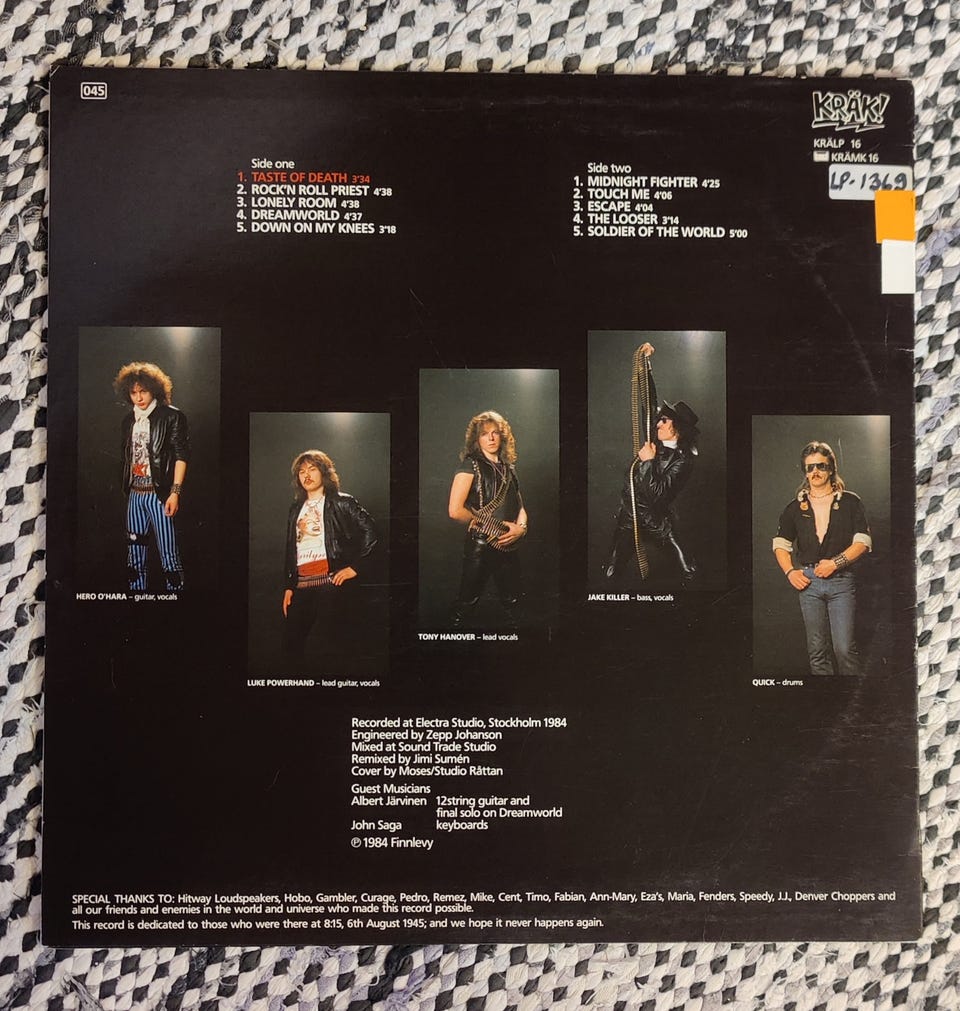 045
KRÄK!
KRÄLP 16
KRÄMK 16
LP-1369
Side one
1. TASTE OF DEATH 3'34
2. ROCK'N ROLL PRIEST 4'38
3. LONELY ROOM 4'38
4. DREAMWORLD 4'37
5. DOWN ON MY KNEES 3'18
Side two
1. MIDNIGHT FIGHTER 4'25
2. TOUCH ME 4'06
3. ESCAPE 4'04
4. THE LOOSER 3'14
5. SOLDIER OF THE WORLD 5'00
HERO O'HARA – guitar, vocals
LUKE POWERHAND – lead guitar, vocals
TONY HANOVER – lead vocals
JAKE KILLER – bass, vocals
QUICK – drums
Recorded at Electra Studio, Stockholm 1984
Engineered by Zepp Johanson
Mixed at Sound Trade Studio
Remixed by Jimi Sumén
Cover by Moses/Studio Råttan
Guest Musicians
Albert Järvinen 12string guitar and
final solo on Dreamworld
John Saga keyboards
℗ 1984 Finnlevy
SPECIAL THANKS TO: Hitway Loudspeakers, Hobo, Gambler, Curage, Pedro, Remez, Mike, Cent, Timo, Fabian, Ann-Mary, Eza's, Maria, Fenders, Speedy, J.J., Denver Choppers and
all our friends and enemies in the world and universe who made this record possible.
This record is dedicated to those who were there at 8:15, 6th August 1945; and we hope it never happens again.